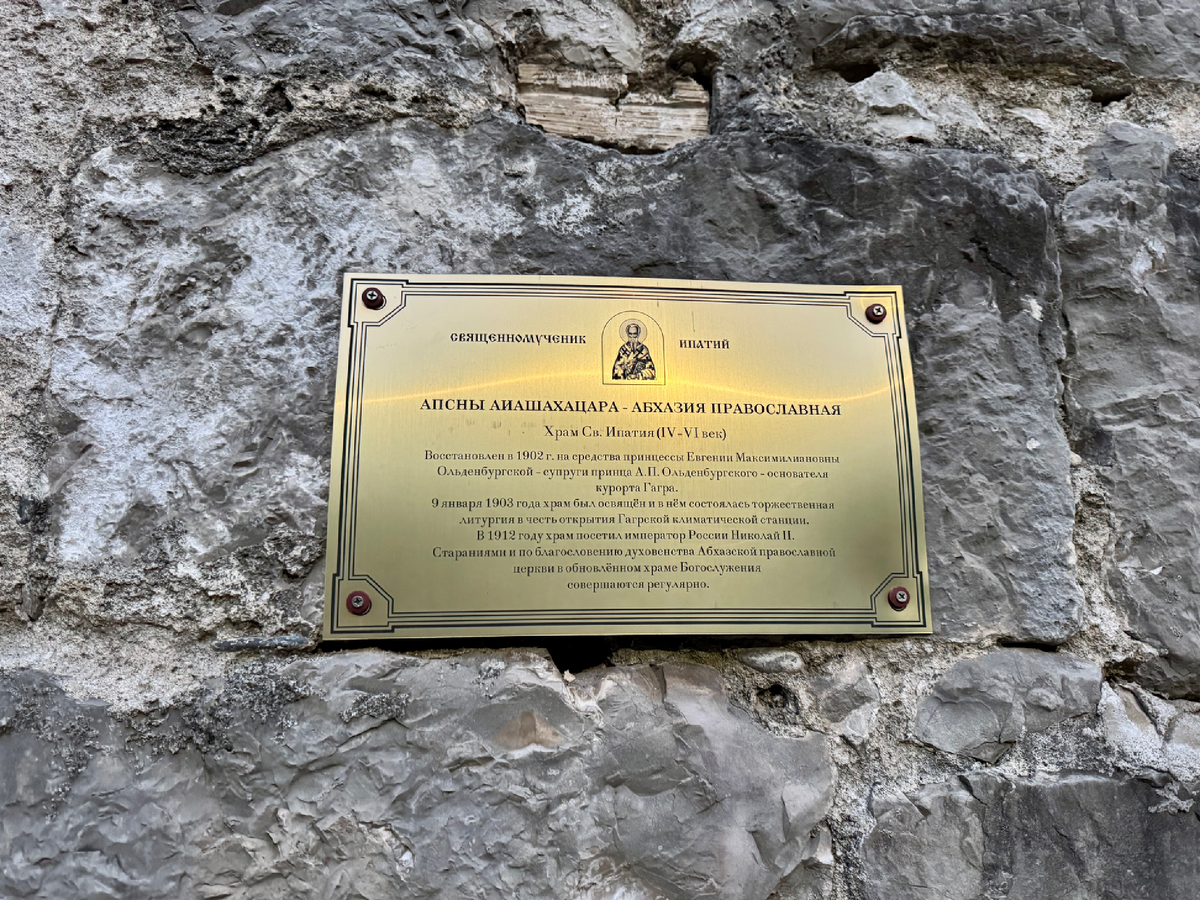 СВЯЩЕННОМУЧЕНИК ИПАТИЙ
АПСНЫ АИАШАХАЦАРА - АБХАЗИЯ ПРАВОСЛАВНАЯ
Храм Св. Ипатия (IV-VI век)
Восстановлен в 1902 г. на средства принцессы Евгении Максимилиановны
Ольденбургской - супруги принца А.П. Ольденбургского - основателя
курорта Гагра.
9 января 1903 года храм был освящён и в нём состоялась торжественная
литургия в честь открытия Гагрской климатической станции.
В 1912 году храм посетил император России Николай II.
Стараниями и по благословению духовенства Абхазской православной
церкви в обновлённом храме Богослужения
совершаются регулярно.